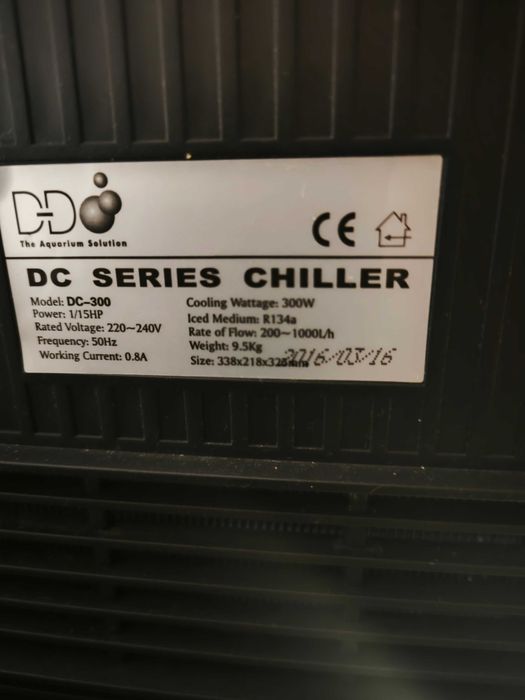 D-D
The Aquarium Solution
CE
DC SERIES CHILLER
Model: DC-300
Power: 1/15HP
Rated Voltage: 220~240V
Frequency: 50Hz
Working Current: 0.8A
Cooling Wattage: 300W
Iced Medium: R134a
Rate of Flow: 200~1000L/h
Weight: 9.5Kg
Size: 338x218x325mm
2016/03/16